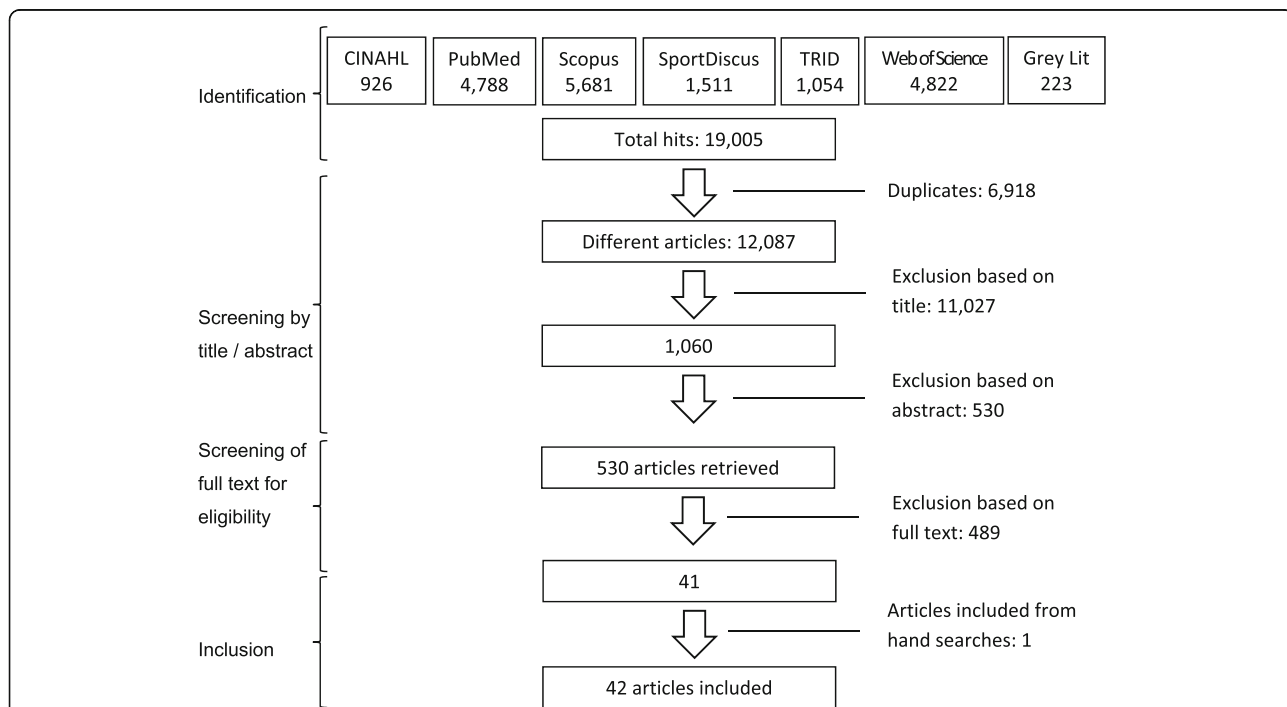 CINAHL
926
PubMed
4,788
Scopus
5,681
SportDiscus
1,511
TRID
1,054
Web of Science
4,822
Grey Lit
223
Identification
Total hits: 19,005
Duplicates: 6,918
Different articles: 12,087
Exclusion based on
title: 11,027
Screening by
title / abstract
1,060
Exclusion based on
abstract: 530
Screening of
full text for
eligibility
530 articles retrieved
Exclusion based on
full text: 489
41
Articles included from
hand searches: 1
Inclusion
42 articles included